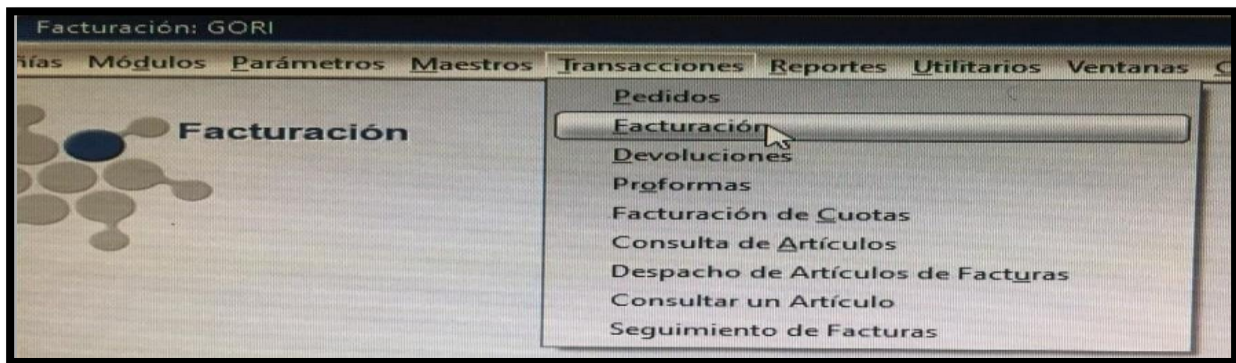 Facturación: GORI
ñías Módulos Parámetros Maestros Transacciones Reportes Utilitarios Ventanas
Facturación
Pedidos
Facturación
Devoluciones
Proformas
Facturación de Cuotas
Consulta de Artículos
Despacho de Artículos de Facturas
Consultar un Artículo
Seguimiento de Facturas